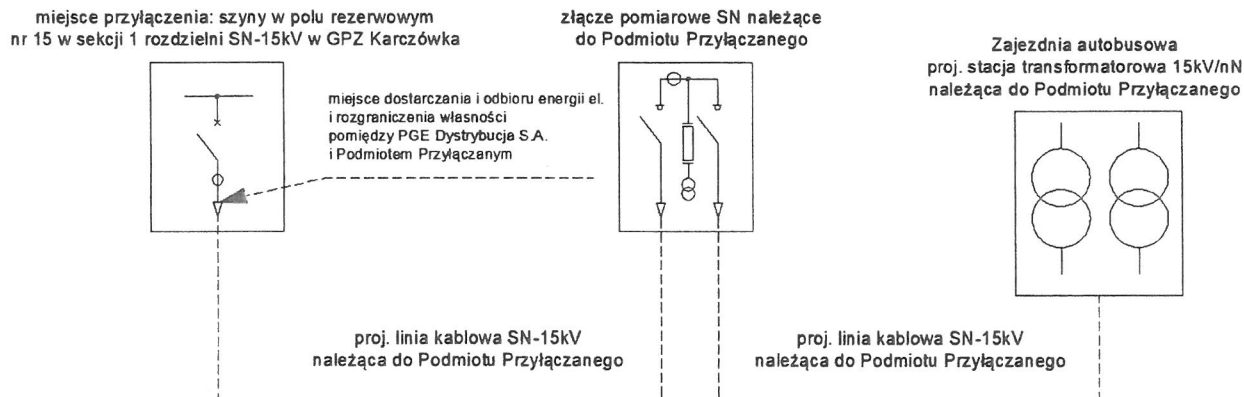 miejsce przyłączenia: szyny w polu rezerwowym
nr 15 w sekcji 1 rozdzielni SN-15kV w GPZ Karczówka
złącze pomiarowe SN należące
do Podmiotu Przyłączanego
Zajezdnia autobusowa
proj. stacja transformatorowa 15kV/nN
należąca do Podmiotu Przyłączanego
miejsce dostarczania i odbioru energii el.
i rozgraniczenia własności
pomiędzy PGE Dystrybucja S.A.
i Podmiotem Przyłączanym
proj. linia kablowa SN-15kV
należąca do Podmiotu Przyłączanego
proj. linia kablowa SN-15kV
należąca do Podmiotu Przyłączanego